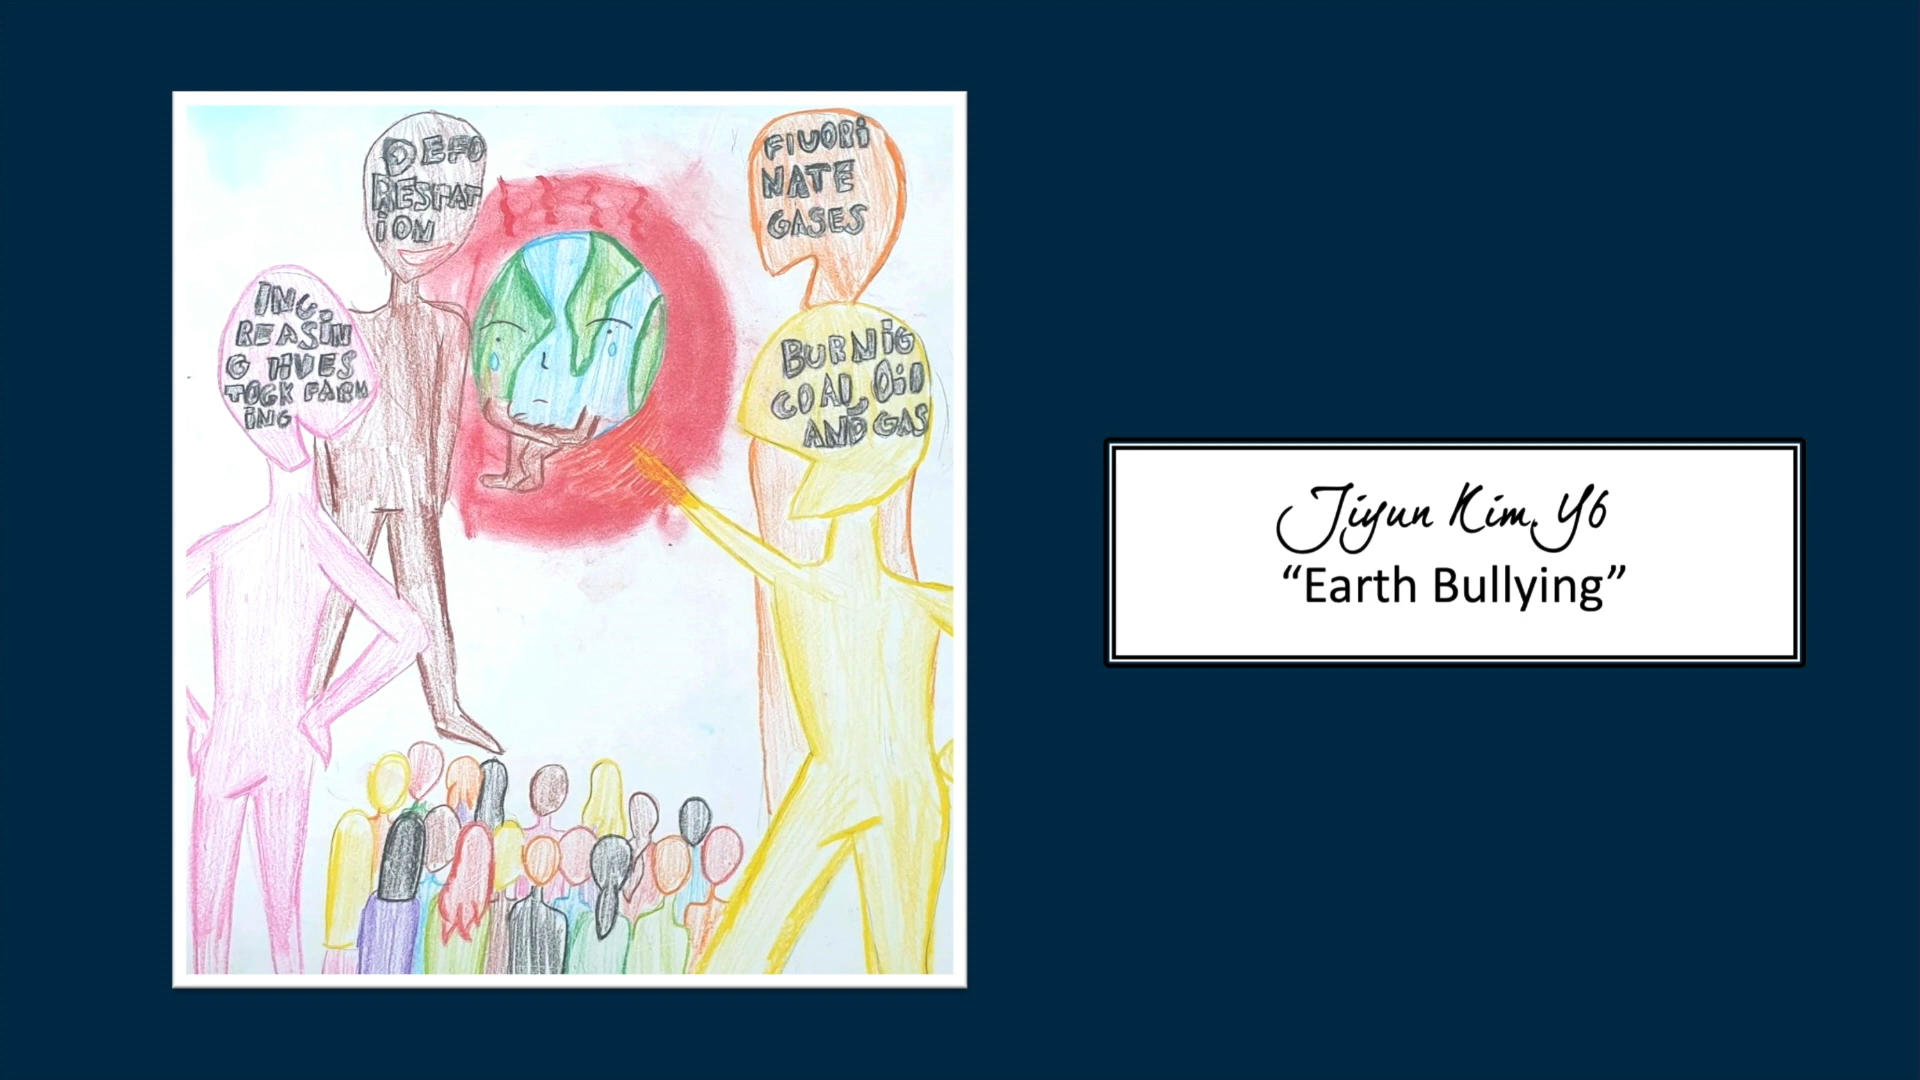 DEFO
RESTAT
ION
FluORi
NATE
GASES
INC.
REASIN
G lIVES
TOCK FARM
ING
BURNIG
COAl, Oil
AND GAS
Jiyun Kim, Y6
“Earth Bullying”